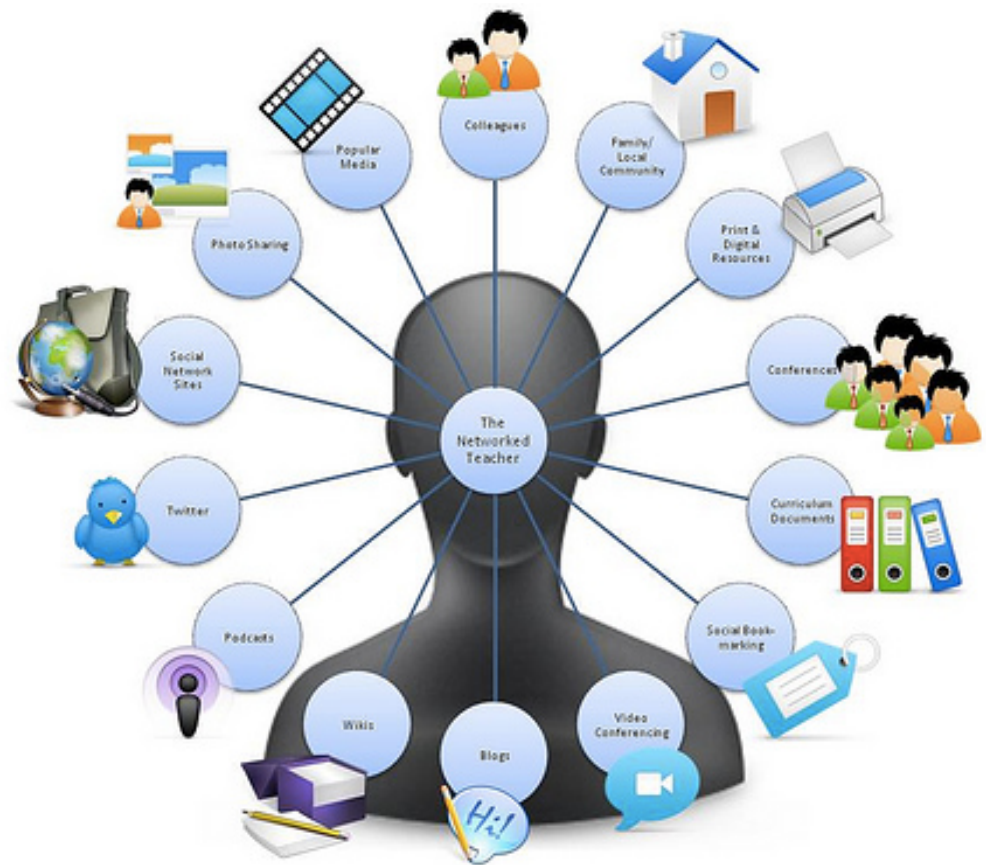 Colleagues
Family/
Local
Community
Print &
Digital
Resources
Conferences
Curriculum
Documents
Social Book-
marking
Video
Conferencing
Blogs
Hi!
Wikis
Podcasts
Twitter
Social
Network
Sites
Photo Sharing
Popular
Media
The
Networked
Teacher